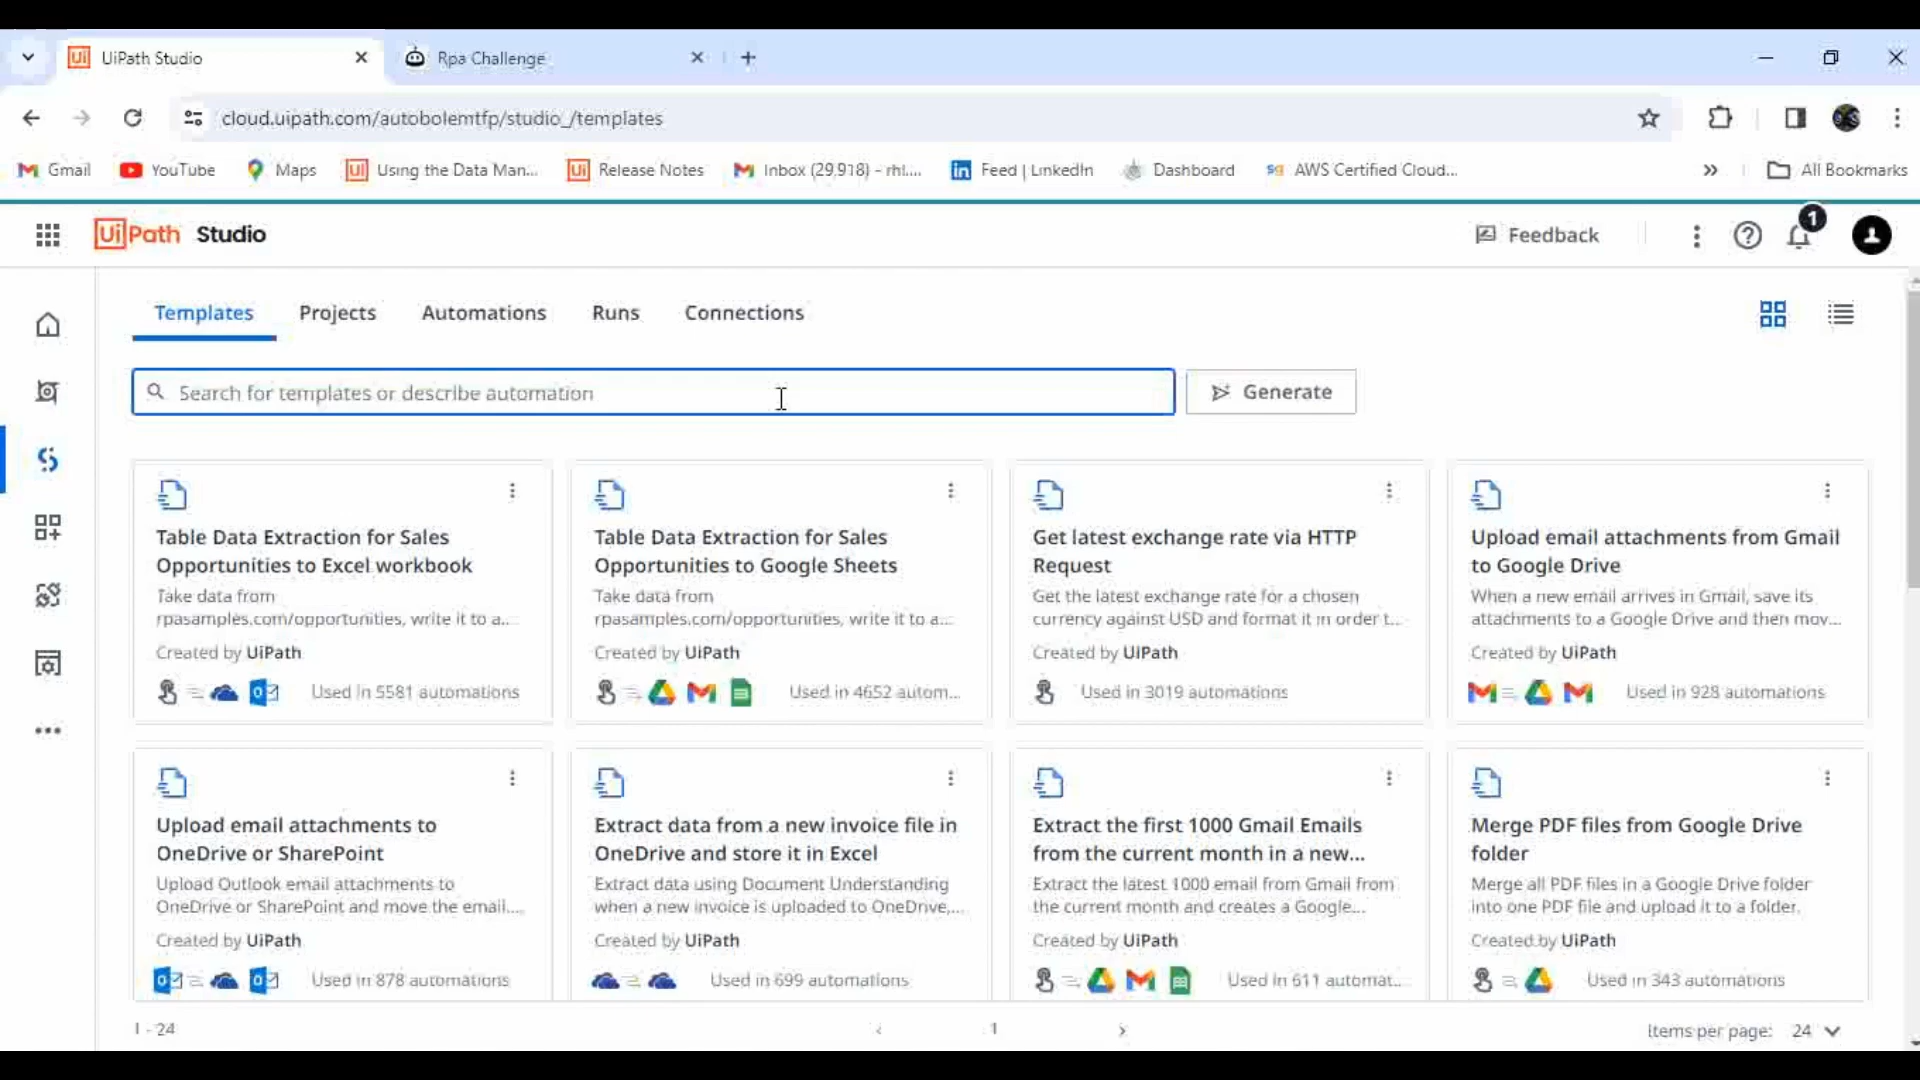 UiPath Studio
Rpa Challenge
cloud.uipath.com/autobolemtfp/studio_/templates
Gmail
YouTube
Maps
Using the Data Man...
Release Notes
Inbox (29,918) - rhl....
Feed | LinkedIn
Dashboard
AWS Certified Cloud...
All Bookmarks
UiPath Studio
Feedback
1
Templates
Projects
Automations
Runs
Connections
Search for templates or describe automation
Generate
Table Data Extraction for Sales
Opportunities to Excel workbook
Take data from
rpasamples.com/opportunities, write it to a...
Created by UiPath
Used in 5581 automations
Table Data Extraction for Sales
Opportunities to Google Sheets
Take data from
rpasamples.com/opportunities, write it to a...
Created by UiPath
Used in 4652 autom...
Get latest exchange rate via HTTP
Request
Get the latest exchange rate for a chosen
currency against USD and format it in order t...
Created by UiPath
Used in 3019 automations
Upload email attachments from Gmail
to Google Drive
When a new email arrives in Gmail, save its
attachments to a Google Drive and then mov...
Created by UiPath
Used in 928 automations
Upload email attachments to
OneDrive or SharePoint
Upload Outlook email attachments to
OneDrive or SharePoint and move the email....
Created by UiPath
Used in 878 automations
Extract data from a new invoice file in
OneDrive and store it in Excel
Extract data using Document Understanding
when a new invoice is uploaded to OneDrive,...
Created by UiPath
Used in 699 automations
Extract the first 1000 Gmail Emails
from the current month in a new...
Extract the latest 1000 email from Gmail from
the current month and creates a Google...
Created by UiPath
Used in 611 automat...
Merge PDF files from Google Drive
folder
Merge all PDF files in a Google Drive folder
into one PDF file and upload it to a folder.
Created by UiPath
Used in 343 automations
1 - 24
1
Items per page: 24